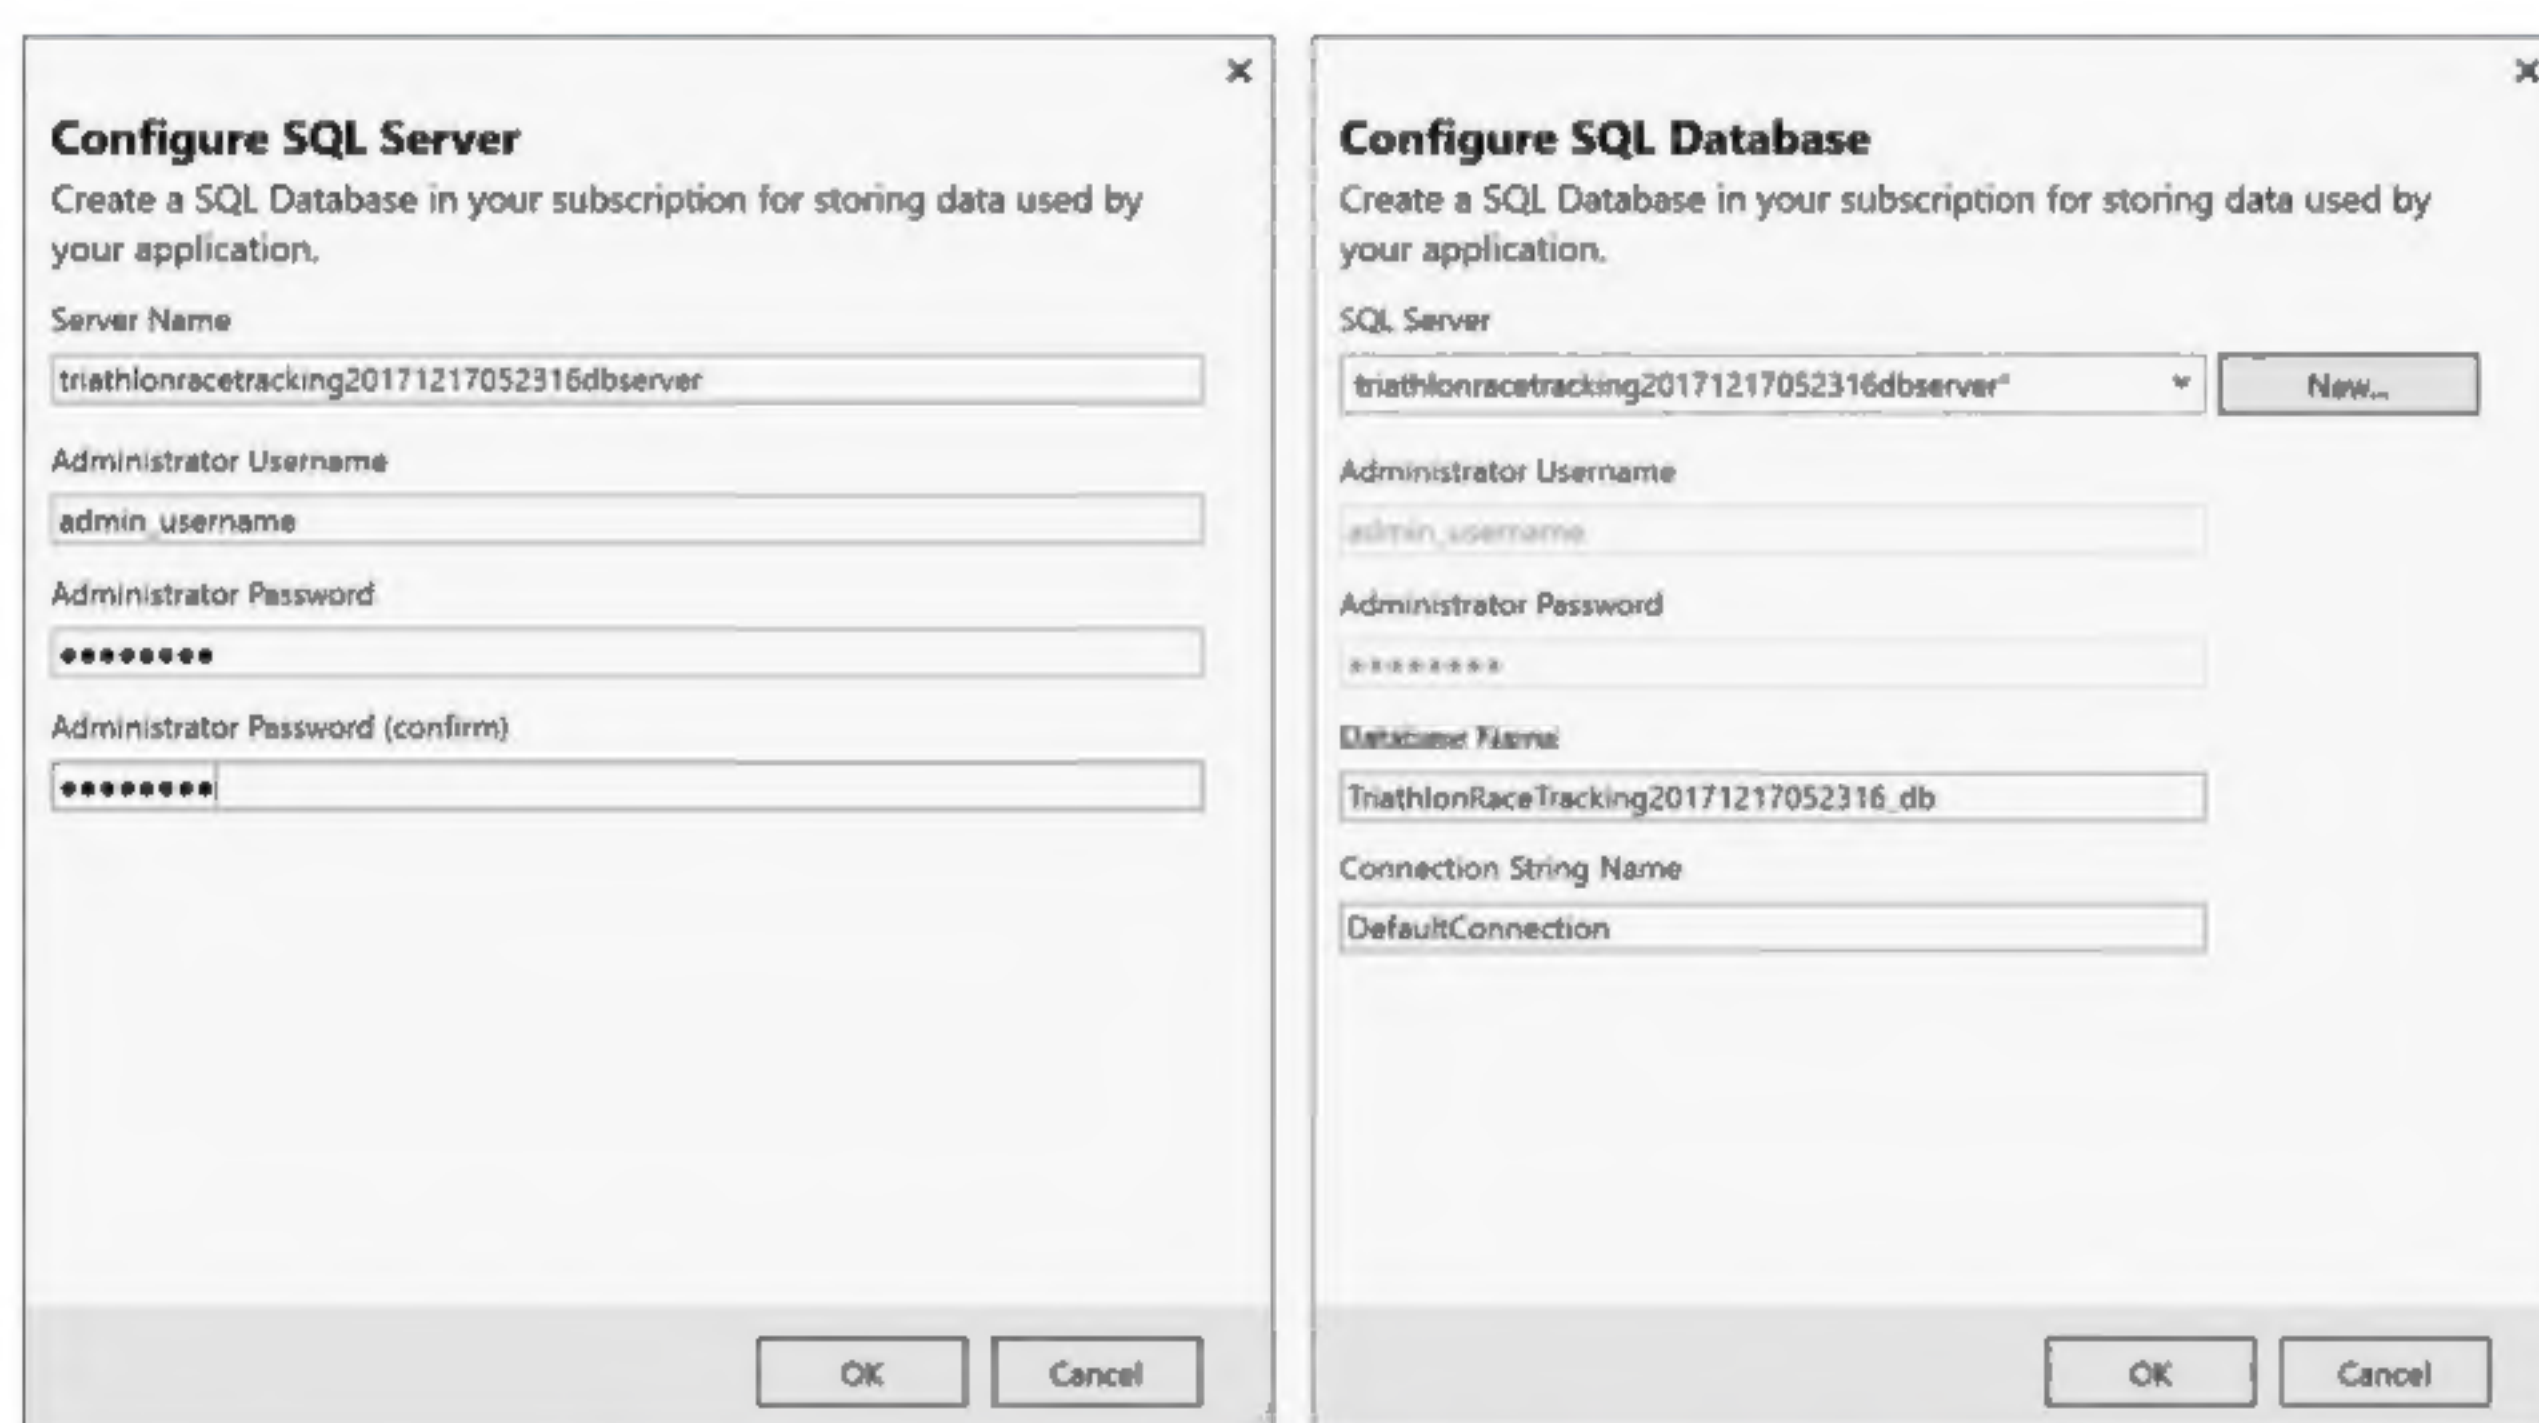 Configure SQL Server
Create a SQL Database in your subscription for storing data used by
your application.
Server Name
triathlonracetracking20171217052316dbserver
Administrator Username
admin_username
Administrator Password
●●●●●●●●
Administrator Password (confirm)
●●●●●●●●
OK
Cancel
Configure SQL Database
Create a SQL Database in your subscription for storing data used by
your application.
SQL Server
triathlonracetracking20171217052316dbserver*
New...
Administrator Username
admin_username
Administrator Password
●●●●●●●●
Database Name
TriathlonRaceTracking20171217052316_db
Connection String Name
DefaultConnection
OK
Cancel